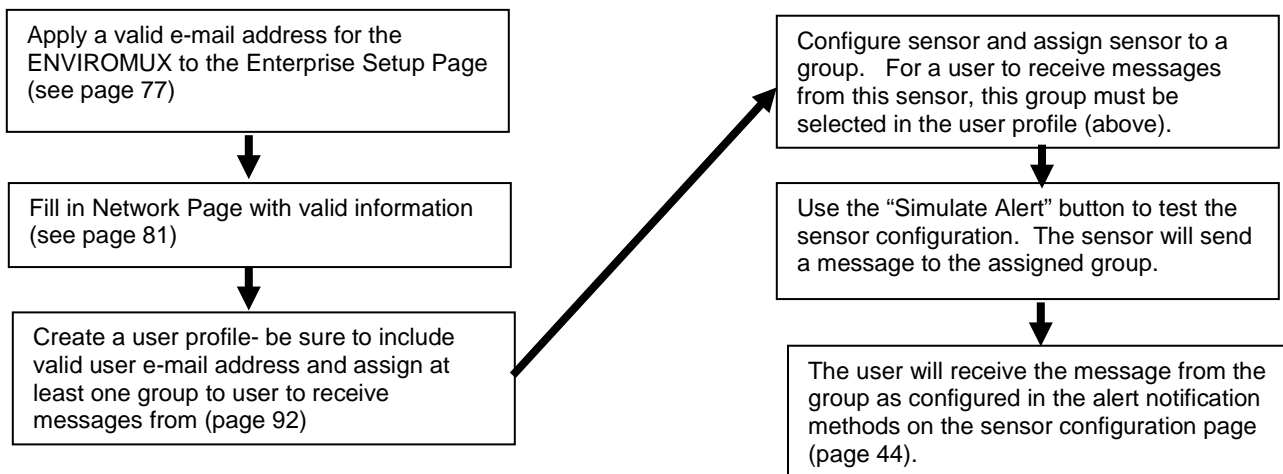 Apply a valid e-mail address for the
ENVIROMUX to the Enterprise Setup Page
(see page 77)
Fill in Network Page with valid information
(see page 81)
Create a user profile- be sure to include
valid user e-mail address and assign at
least one group to user to receive
messages from (page 92)
Configure sensor and assign sensor to a
group. For a user to receive messages
from this sensor, this group must be
selected in the user profile (above).
Use the “Simulate Alert” button to test the
sensor configuration. The sensor will send
a message to the assigned group.
The user will receive the message from the
group as configured in the alert notification
methods on the sensor configuration page
(page 44).